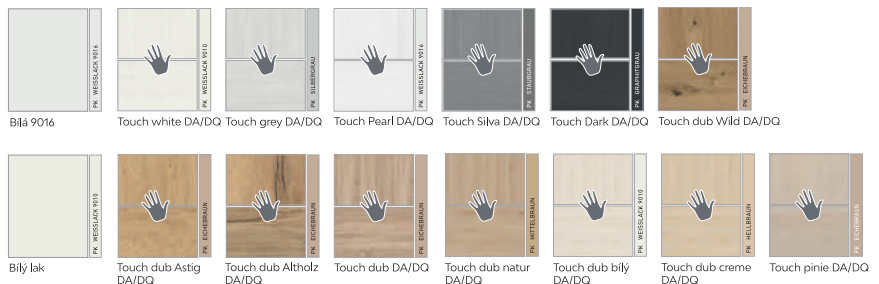 PK WEISSLACK 9016
PK WEISSLACK 9010
PK SILBERGRAU
PK WEISSLACK 9016
PK STAUBGRAU
PK GRAPHITGRAU
PK EICHEBRAUN
Bílá 9016
Touch white DA/DQ
Touch grey DA/DQ
Touch Pearl DA/DQ
Touch Silva DA/DQ
Touch Dark DA/DQ
Touch dub Wild DA/DQ
PK WEISSLACK 9010
PK EICHEBRAUN
PK EICHEBRAUN
PK EICHEBRAUN
PK MITTELBRAUN
PK WEISSLACK 9010
PK HELLBRAUN
PK EICHEBRAUN
Bílý lak
Touch dub Astig
DA/DQ
Touch dub Altholz
DA/DQ
Touch dub DA/DQ
Touch dub natur
DA/DQ
Touch dub bílý
DA/DQ
Touch dub creme
DA/DQ
Touch pinie DA/DQ